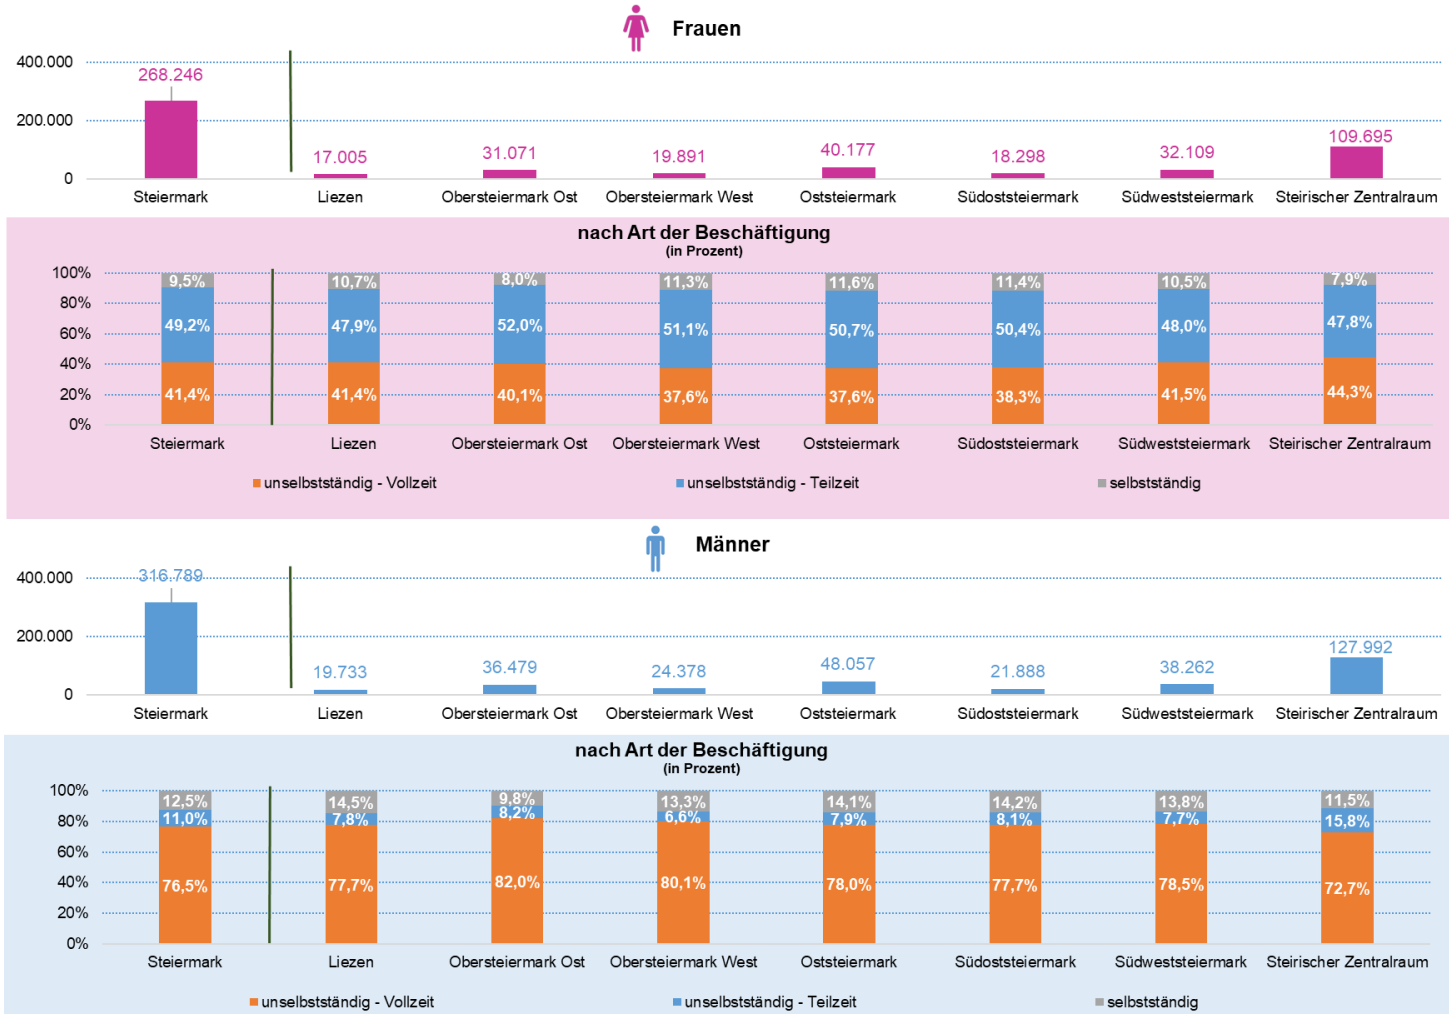 Frauen
400.000
268.246
200.000
109.695
40.177
31.071
32.109
19.891
18.298
17.005
0
Steiermark Liezen Obersteiermark Ost Obersteiermark West Oststeiermark Südoststeiermark Südweststeiermark Steirischer Zentralraum
nach Art der Beschäftigung
(in Prozent)
100%
9,5% 10,7% 8,0% 11,3% 11,6% 11,4% 10,5% 7,9%
80%
49,2% 47,9% 52,0% 51,1% 50,7% 50,4% 48,0% 47,8%
60%
40%
41,4% 41,4% 40,1% 37,6% 37,6% 38,3% 41,5% 44,3%
20%
0%
Steiermark Liezen Obersteiermark Ost Obersteiermark West Oststeiermark Südoststeiermark Südweststeiermark Steirischer Zentralraum
unselbstständig - Vollzeit unselbstständig - Teilzeit selbstständig
Männer
400.000
316.789
200.000
127.992
48.057
36.479
38.262
24.378
21.888
19.733
0
Steiermark Liezen Obersteiermark Ost Obersteiermark West Oststeiermark Südoststeiermark Südweststeiermark Steirischer Zentralraum
nach Art der Beschäftigung
(in Prozent)
100%
12,5% 14,5% 9,8% 13,3% 14,1% 14,2% 13,8% 11,5%
11,0% 7,8% 8,2% 6,6% 7,9% 8,1% 7,7% 15,8%
80%
60%
40%
76,5% 77,7% 82,0% 80,1% 78,0% 77,7% 78,5% 72,7%
20%
0%
Steiermark Liezen Obersteiermark Ost Obersteiermark West Oststeiermark Südoststeiermark Südweststeiermark Steirischer Zentralraum
unselbstständig - Vollzeit unselbstständig - Teilzeit selbstständig